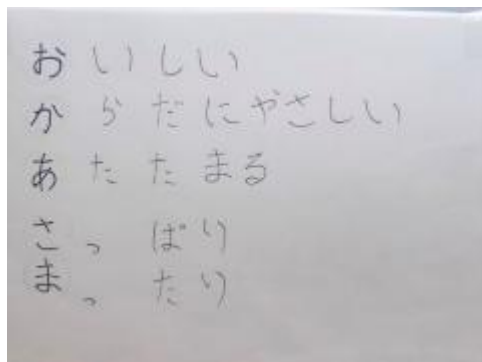 おいしい
からだにやさしい
あたたまる
さっぱり
まったり